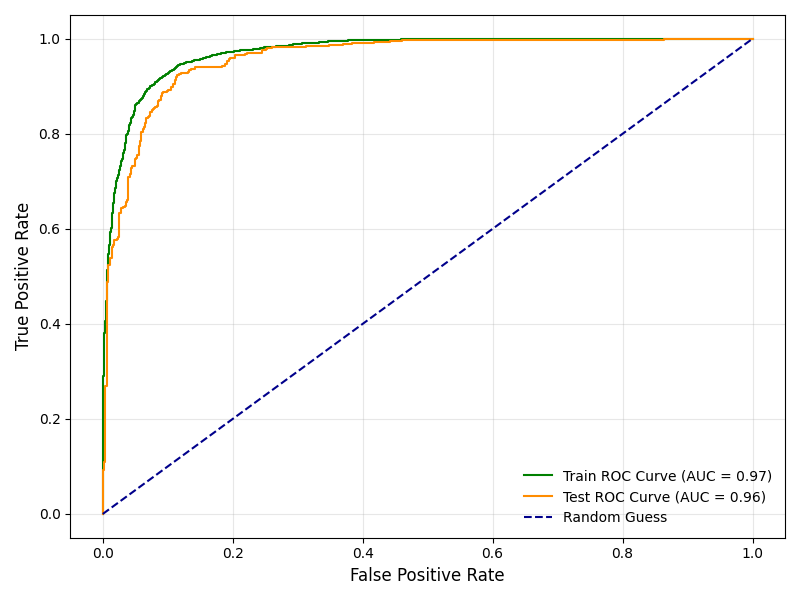 1.0
0.8
0.6
0.4
0.2
0.0
True Positive Rate
Train ROC Curve (AUC = 0.97)
Test ROC Curve (AUC = 0.96)
Random Guess
0.0 0.2 0.4 0.6 0.8 1.0
False Positive Rate